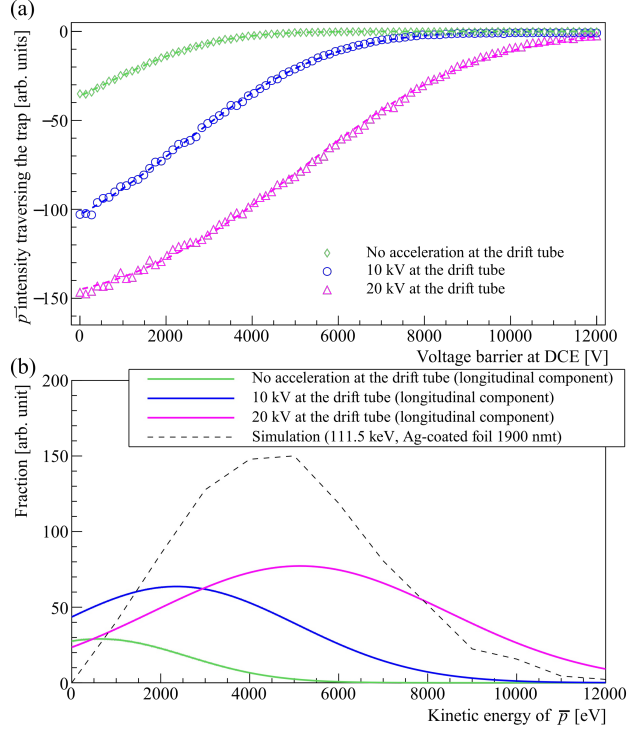 (a)
p̅ intensity traversing the trap [arb. units]
0
−50
−100
−150
No acceleration at the drift tube
10 kV at the drift tube
20 kV at the drift tube
0 2000 4000 6000 8000 10000 12000
Voltage barrier at DCE [V]
(b)
Fraction [arb. unit]
200
150
100
50
0
No acceleration at the drift tube (longitudinal component)
10 kV at the drift tube (longitudinal component)
20 kV at the drift tube (longitudinal component)
Simulation (111.5 keV, Ag-coated foil 1900 nmt)
0 2000 4000 6000 8000 10000 12000
Kinetic energy of p̅ [eV]